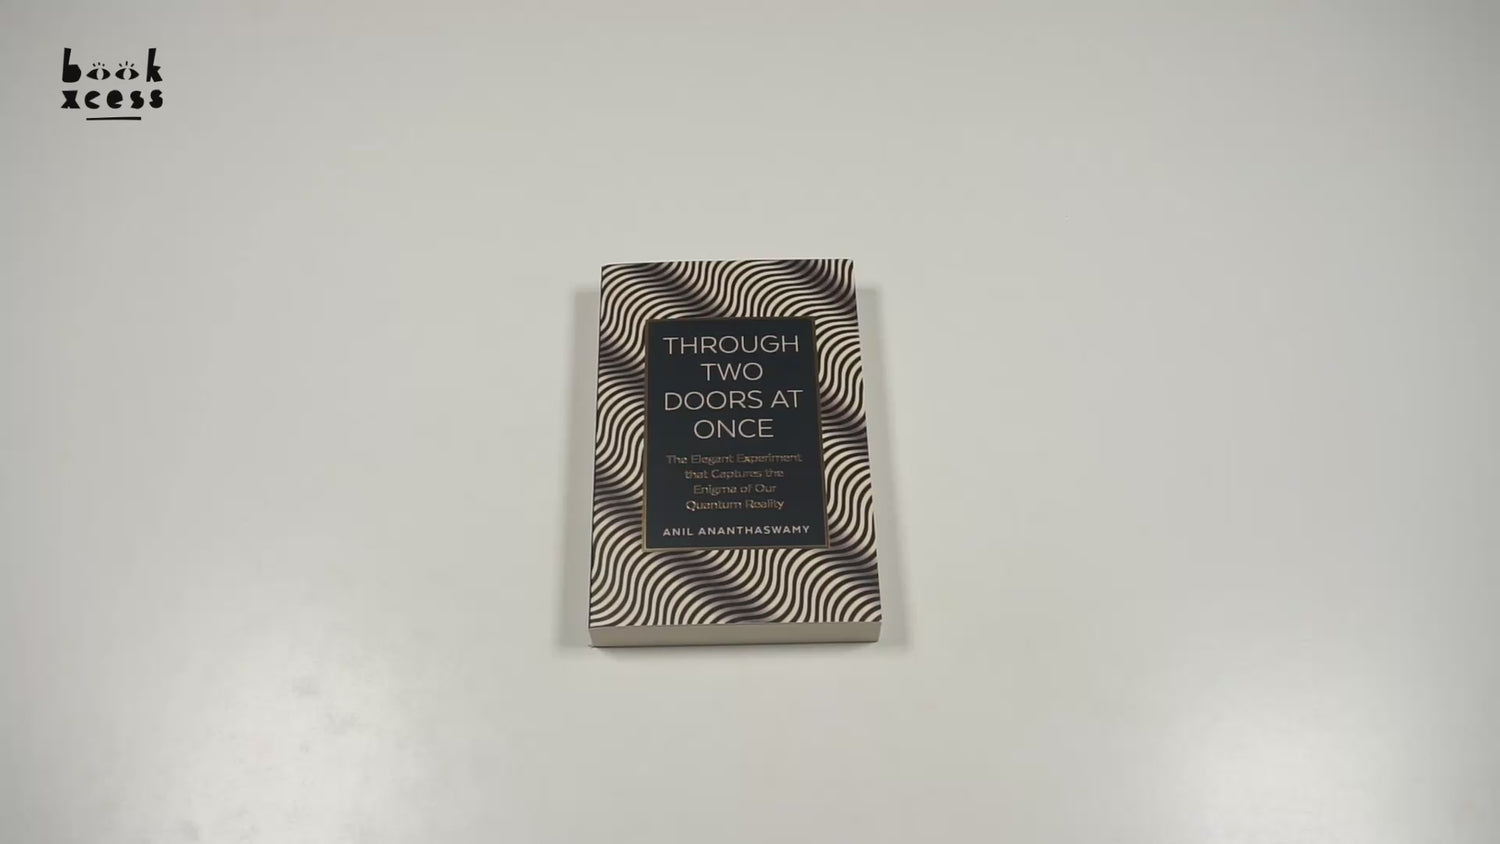 book
xcess
THROUGH
TWO
DOORS AT
ONCE
The Elegant Experiment
that Captures the
Enigma of Our
Quantum Reality
ANIL ANANTHASWAMY